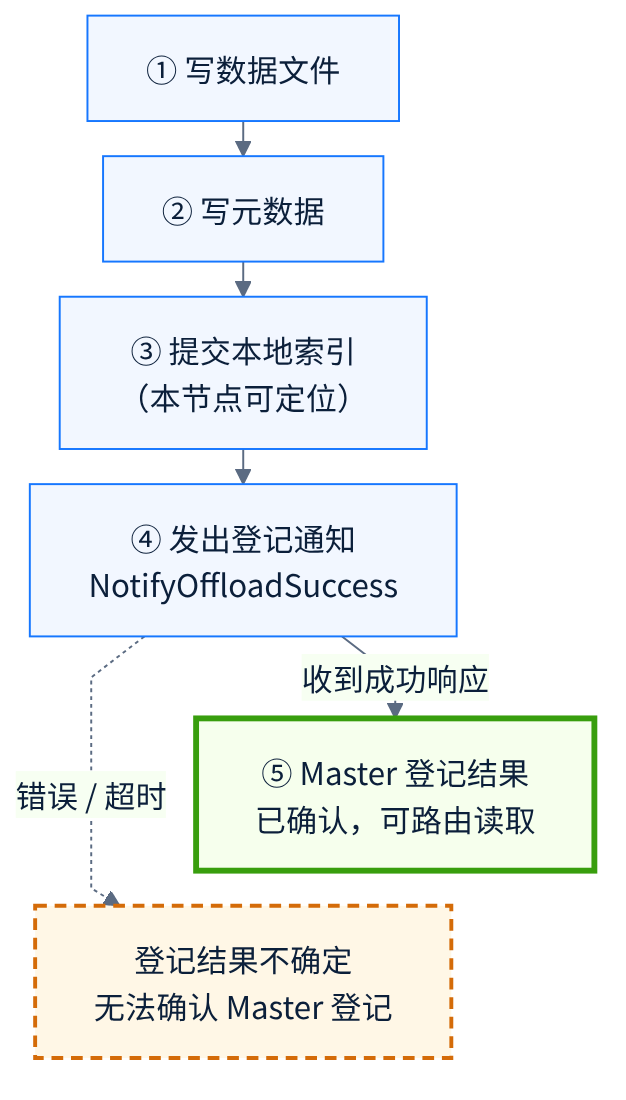 ① 写数据文件
② 写元数据
③ 提交本地索引
（本节点可定位）
④ 发出登记通知
NotifyOffloadSuccess
收到成功响应
⑤ Master 登记结果
已确认，可路由读取
错误 / 超时
登记结果不确定
无法确认 Master 登记